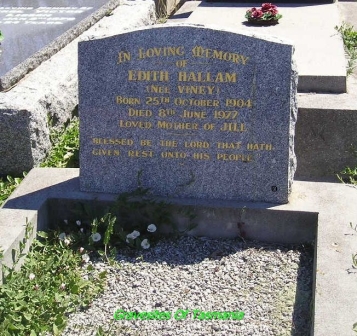 In Loving Memory
OF
EDITH HALLAM
(NEE VINEY)
BORN 25TH OCTOBER 1904
DIED 8TH JUNE 1977
LOVED MOTHER OF JILL
BLESSED BE THE LORD THAT HATH
GIVEN REST UNTO HIS PEOPLE
Gravesites Of Tasmania